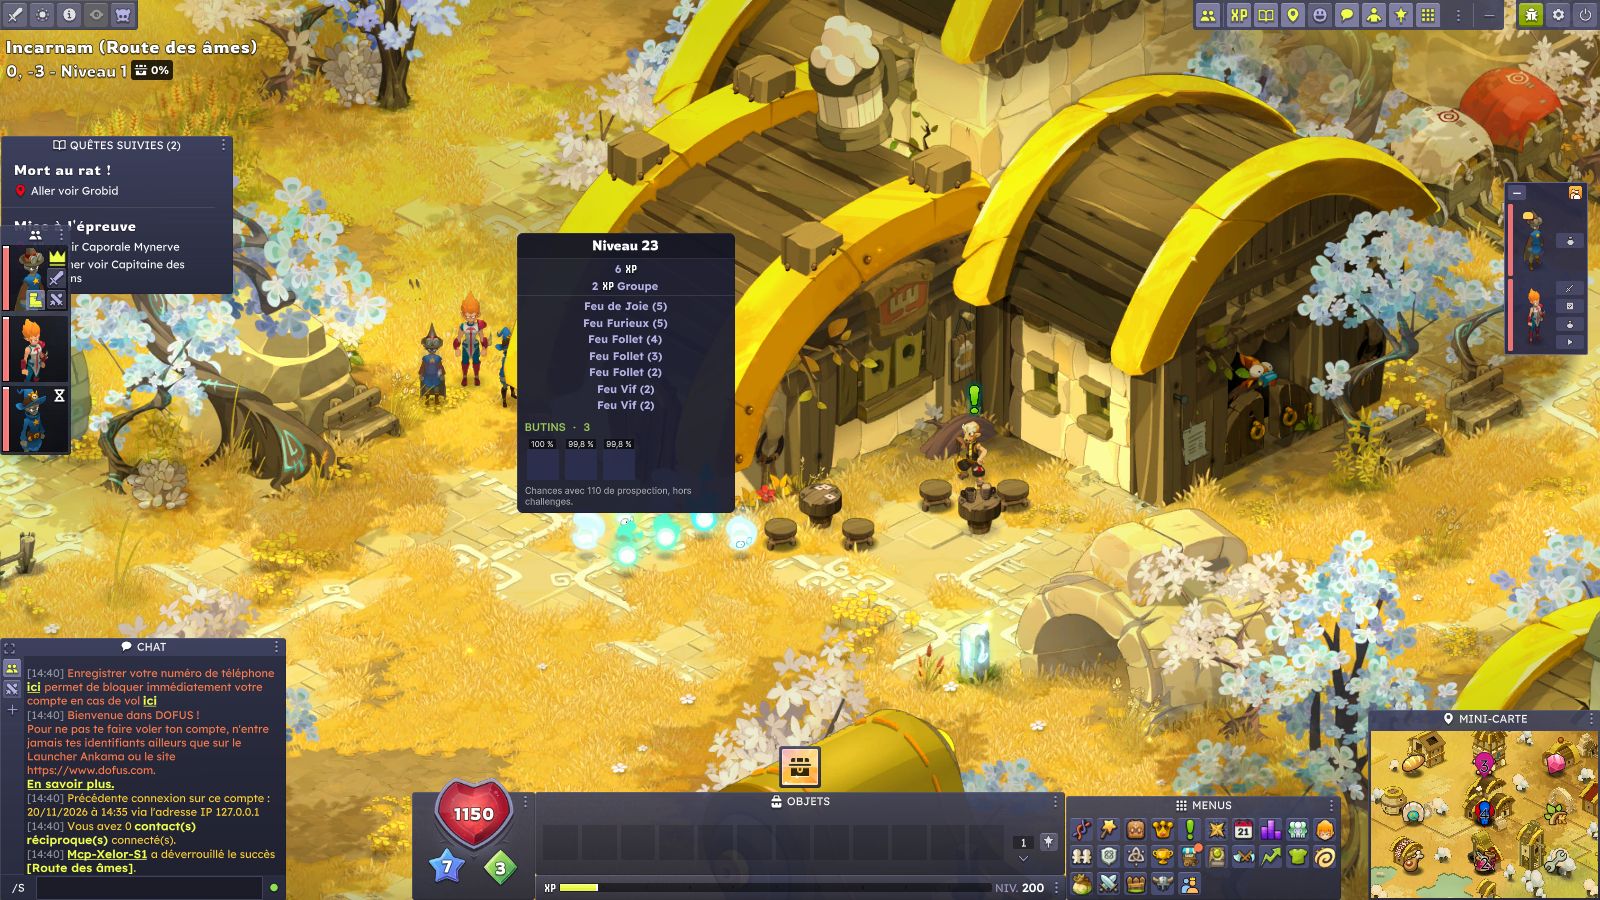 Incarnam (Route des âmes)
0, -3 - Niveau 1 0%
XP
QUÊTES SUIVIES (2)
Mort au rat !
Aller voir Grobid
l'épreuve
ir Caporale Mynerve
er voir Capitaine des
ns
Niveau 23
6 XP
2 XP Groupe
Feu de Joie (5)
Feu Furieux (5)
Feu Follet (4)
Feu Follet (3)
Feu Follet (2)
Feu Vif (2)
Feu Vif (2)
BUTINS · 3
100 % 99,8 % 99,8 %
Chances avec 110 de prospection, hors
challenges.
CHAT
[14:40] Enregistrer votre numéro de téléphone
ici permet de bloquer immédiatement votre
compte en cas de vol ici
[14:40] Bienvenue dans DOFUS !
Pour ne pas te faire voler ton compte, n'entre
jamais tes identifiants ailleurs que sur le
Launcher Ankama ou le site
https://www.dofus.com.
En savoir plus.
[14:40] Précédente connexion sur ce compte :
20/11/2026 à 14:35 via l'adresse IP 127.0.0.1
[14:40] Vous avez 0 contact(s)
réciproque(s) connecté(s).
[14:40] Mcp-Xelor-S1 a déverrouillé le succès
[Route des âmes].
/S
1150
7
3
OBJETS
1
XP
NIV. 200
MENUS
21
MINI-CARTE
3
4
2